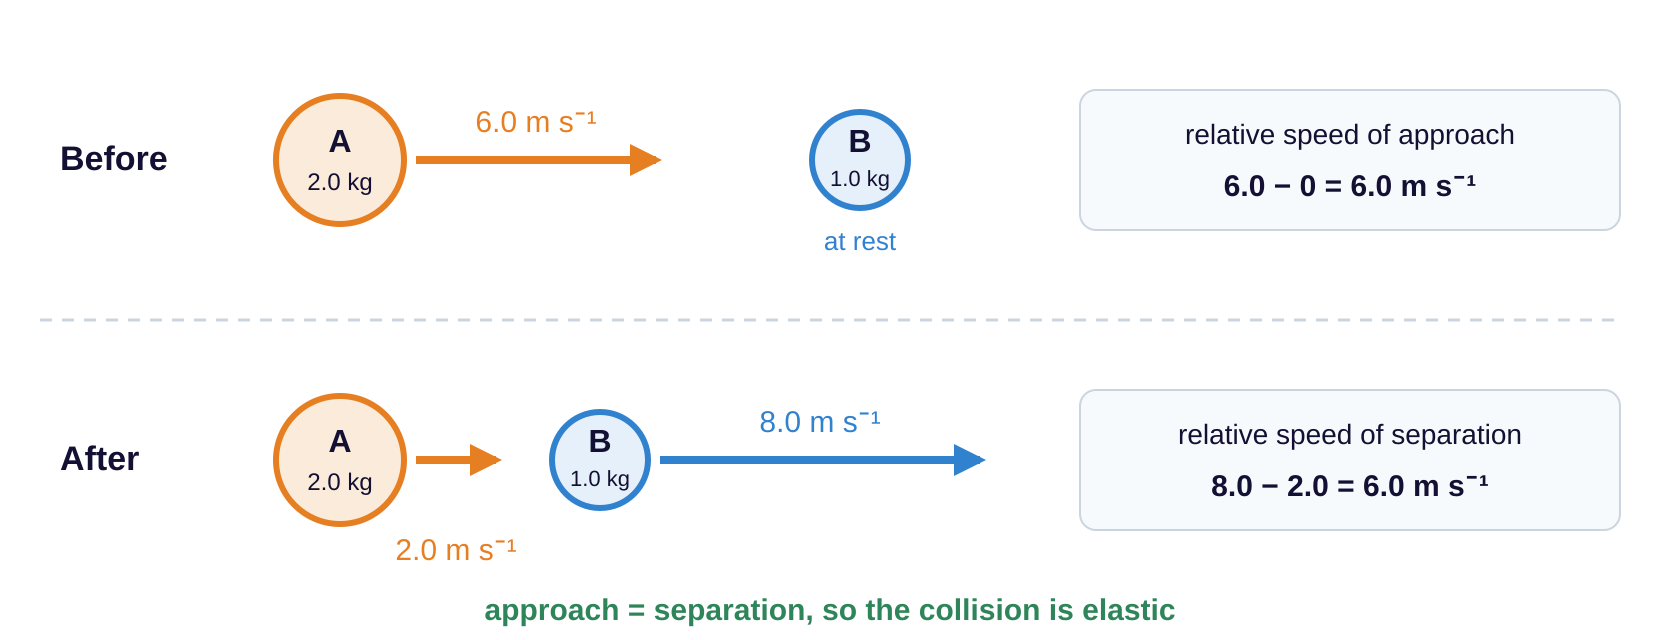 Before
A
2.0 kg
6.0 m s⁻¹
B
1.0 kg
at rest
relative speed of approach
6.0 − 0 = 6.0 m s⁻¹
After
A
2.0 kg
2.0 m s⁻¹
B
1.0 kg
8.0 m s⁻¹
relative speed of separation
8.0 − 2.0 = 6.0 m s⁻¹
approach = separation, so the collision is elastic